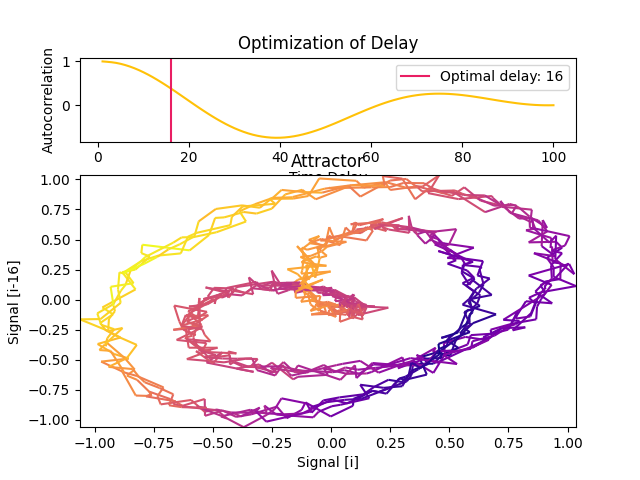 Optimization of Delay
Autocorrelation
1
0
Optimal delay: 16
0 20 40 60 80 100
Time Delay
Attractor
Signal [i-16]
1.00
0.75
0.50
0.25
0.00
−0.25
−0.50
−0.75
−1.00
−1.00 −0.75 −0.50 −0.25 0.00 0.25 0.50 0.75 1.00
Signal [i]